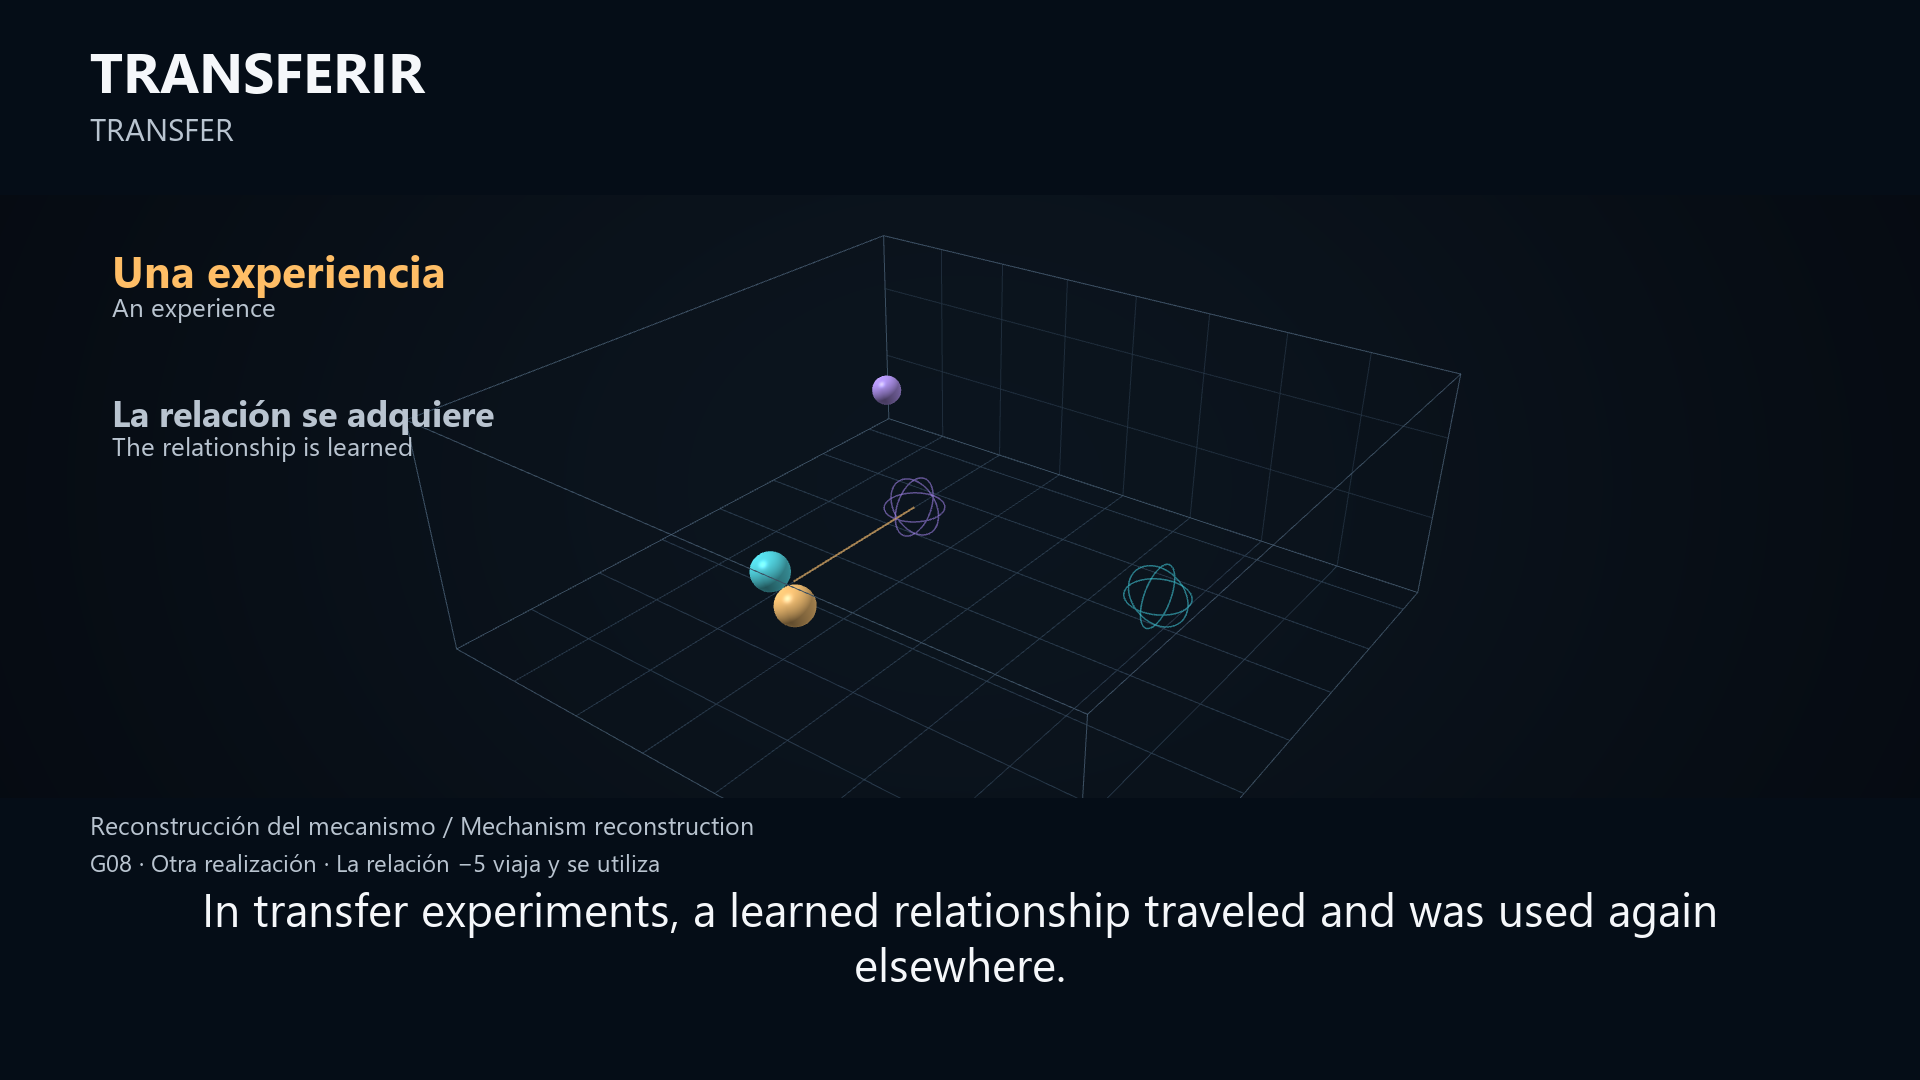 TRANSFERIR
TRANSFER
Una experiencia
An experience
La relación se adquiere
The relationship is learned
Reconstrucción del mecanismo / Mechanism reconstruction
G08 · Otra realización · La relación −5 viaja y se utiliza
In transfer experiments, a learned relationship traveled and was used again
elsewhere.